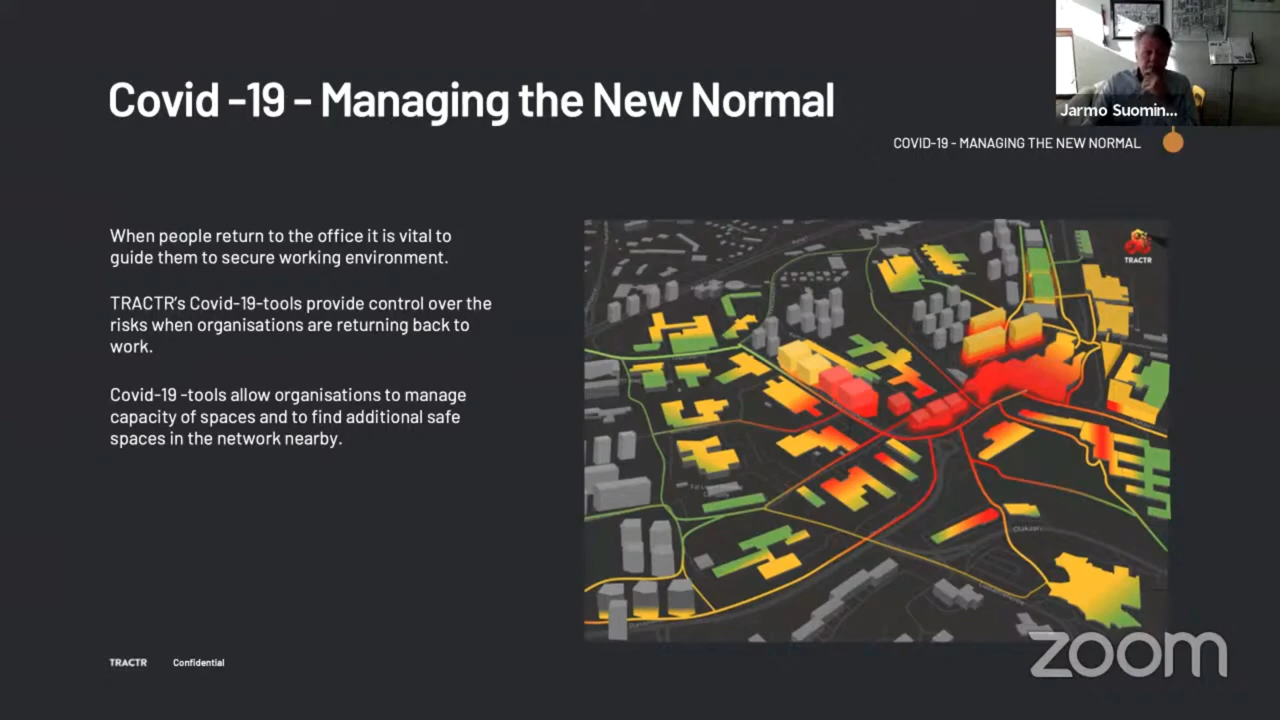 Covid -19 - Managing the New Normal
Jarmo Suomin...
COVID-19 - MANAGING THE NEW NORMAL
When people return to the office it is vital to
guide them to secure working environment.
TRACTR's Covid-19-tools provide control over the
risks when organisations are returning back to
work.
Covid-19 -tools allow organisations to manage
capacity of spaces and to find additional safe
spaces in the network nearby.
TRACTR
TRACTR Confidential
zoom